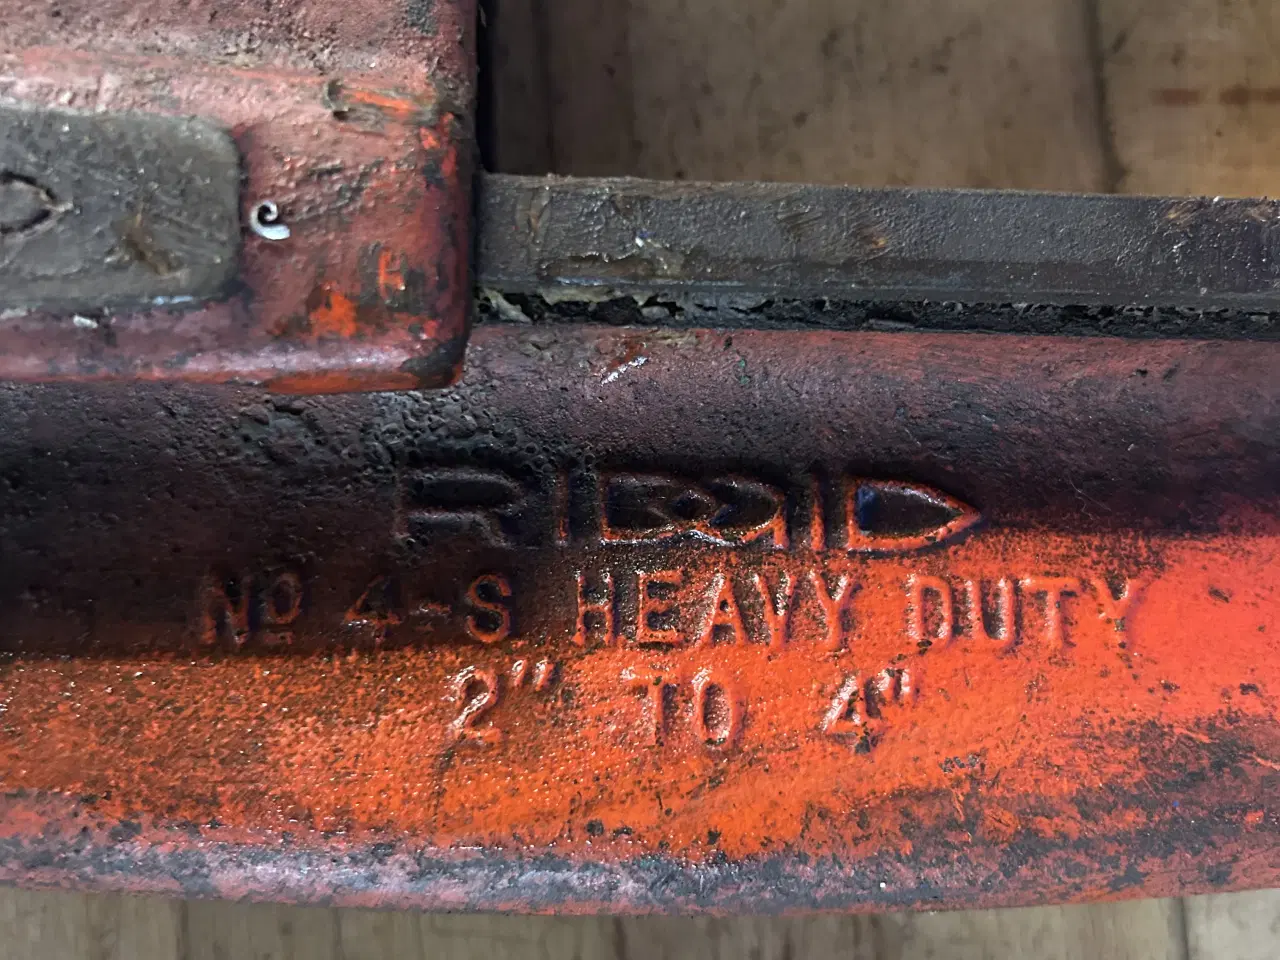 RIDGID
Nº 4-S HEAVY DUTY
2" TO 4"